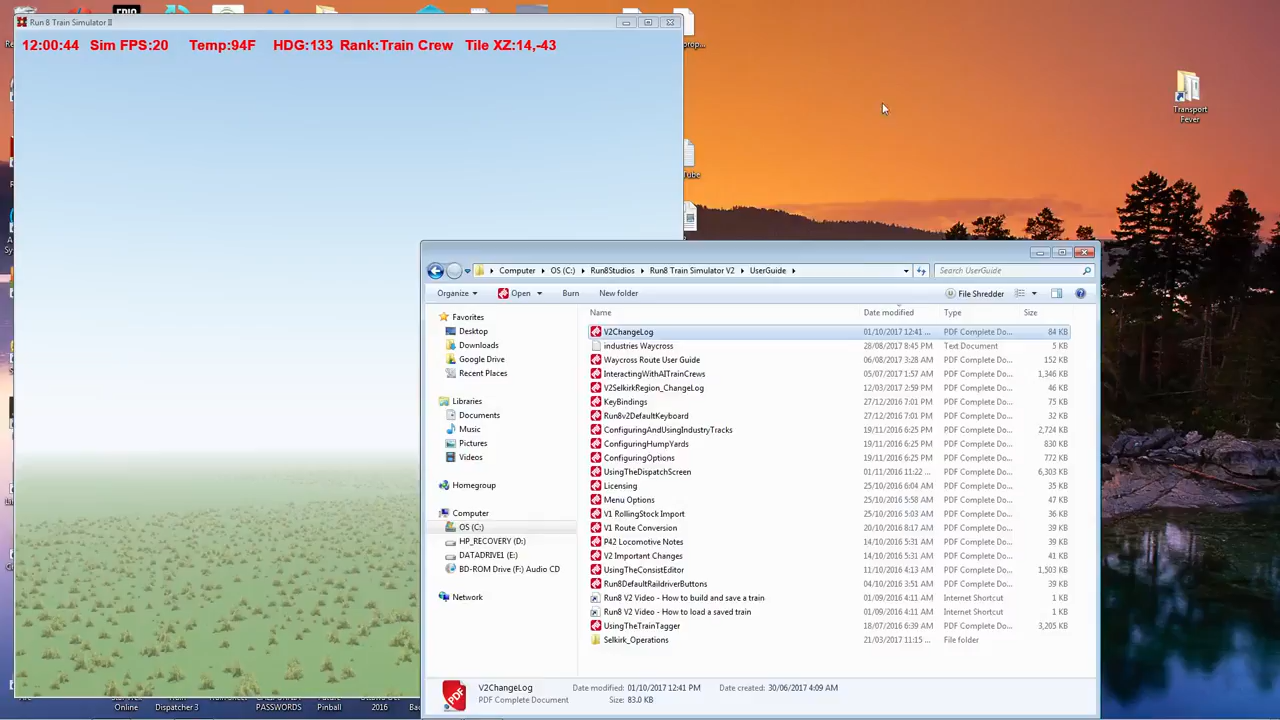 Run 8 Train Simulator II
12:00:44 Sim FPS:20 Temp:94F HDG:133 Rank:Train Crew Tile XZ:14,-43
Transport
Fever
Computer OS (C:) Run8Studios Run8 Train Simulator V2 UserGuide
Search UserGuide
Organize Open Burn New folder File Shredder
Name Date modified Type Size
Favorites
Desktop
Downloads
Google Drive
Recent Places
Libraries
Documents
Music
Pictures
Videos
Homegroup
Computer
OS (C:)
HP_RECOVERY (D:)
DATADRIVE1 (E:)
BD-ROM Drive (F:) Audio CD
Network
V2ChangeLog 01/10/2017 12:41 ... PDF Complete Do... 84 KB
industries Waycross 28/08/2017 8:45 PM Text Document 5 KB
Waycross Route User Guide 06/08/2017 3:28 AM PDF Complete Do... 152 KB
InteractingWithAITrainCrews 05/07/2017 1:57 AM PDF Complete Do... 1,346 KB
V2SelkirkRegion_ChangeLog 12/03/2017 2:59 PM PDF Complete Do... 46 KB
KeyBindings 27/12/2016 7:01 PM PDF Complete Do... 75 KB
Run8v2DefaultKeyboard 27/12/2016 7:01 PM PDF Complete Do... 32 KB
ConfiguringAndUsingIndustryTracks 19/11/2016 6:25 PM PDF Complete Do... 2,724 KB
ConfiguringHumpYards 19/11/2016 6:25 PM PDF Complete Do... 830 KB
ConfiguringOptions 19/11/2016 6:25 PM PDF Complete Do... 772 KB
UsingTheDispatchScreen 01/11/2016 11:22 ... PDF Complete Do... 6,303 KB
Licensing 25/10/2016 6:04 AM PDF Complete Do... 35 KB
Menu Options 25/10/2016 5:58 AM PDF Complete Do... 47 KB
V1 RollingStock Import 25/10/2016 5:03 AM PDF Complete Do... 36 KB
V1 Route Conversion 20/10/2016 8:17 AM PDF Complete Do... 39 KB
P42 Locomotive Notes 14/10/2016 5:31 AM PDF Complete Do... 39 KB
V2 Important Changes 14/10/2016 5:31 AM PDF Complete Do... 41 KB
UsingTheConsistEditor 11/10/2016 4:13 AM PDF Complete Do... 1,503 KB
Run8DefaultRaildriverButtons 04/10/2016 3:51 AM PDF Complete Do... 39 KB
Run8 V2 Video - How to build and save a train 01/09/2016 4:11 AM Internet Shortcut 1 KB
Run8 V2 Video - How to load a saved train 01/09/2016 4:11 AM Internet Shortcut 1 KB
UsingTheTrainTagger 18/07/2016 6:39 AM PDF Complete Do... 3,205 KB
Selkirk_Operations 21/03/2017 11:15 ... File folder
V2ChangeLog Date modified: 01/10/2017 12:41 PM Date created: 30/06/2017 4:09 AM
PDF Complete Document Size: 83.0 KB
PDF
Online
Dispatcher 3
PASSWORDS
Pinball
2016